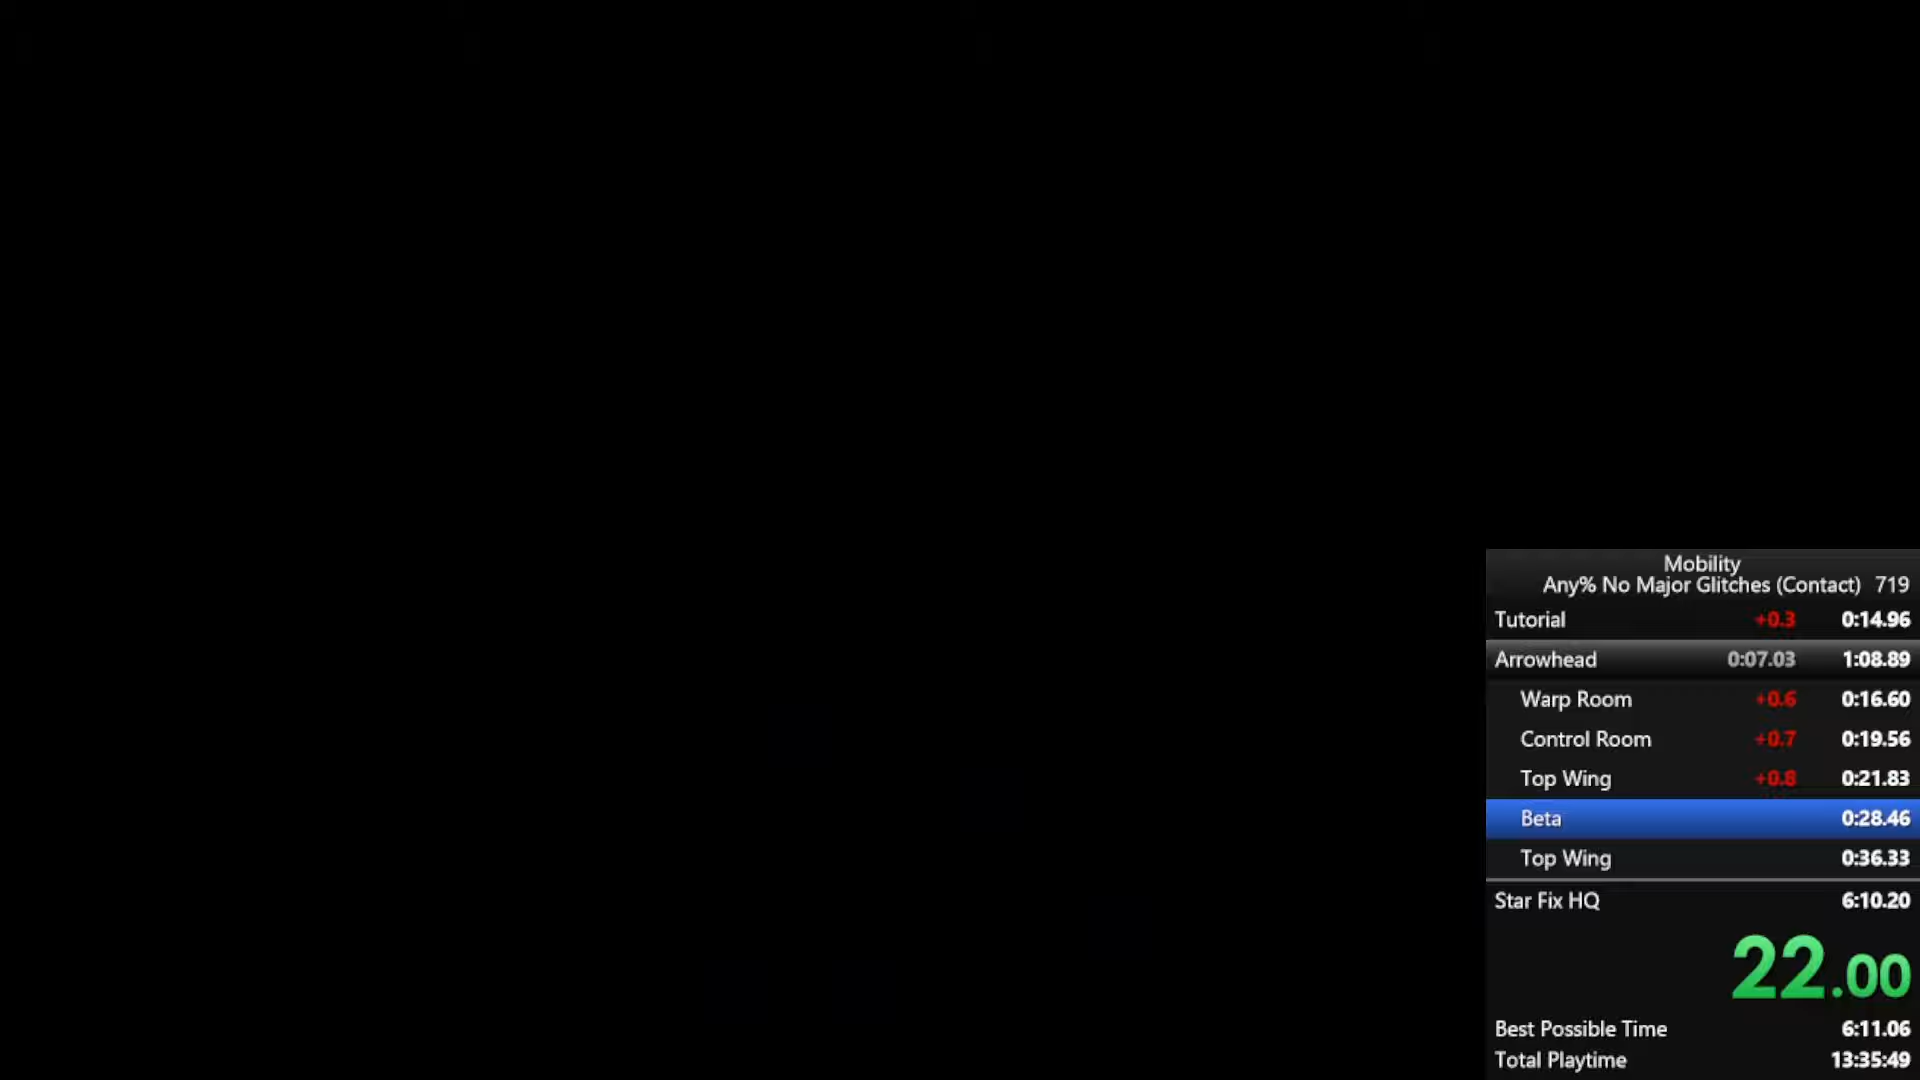 Mobility
Any% No Major Glitches (Contact) 719
Tutorial +0.3 0:14.96
Arrowhead 0:07.03 1:08.89
Warp Room +0.6 0:16.60
Control Room +0.7 0:19.56
Top Wing +0.8 0:21.83
Beta 0:28.46
Top Wing 0:36.33
Star Fix HQ 6:10.20
22.00
Best Possible Time 6:11.06
Total Playtime 13:35:49